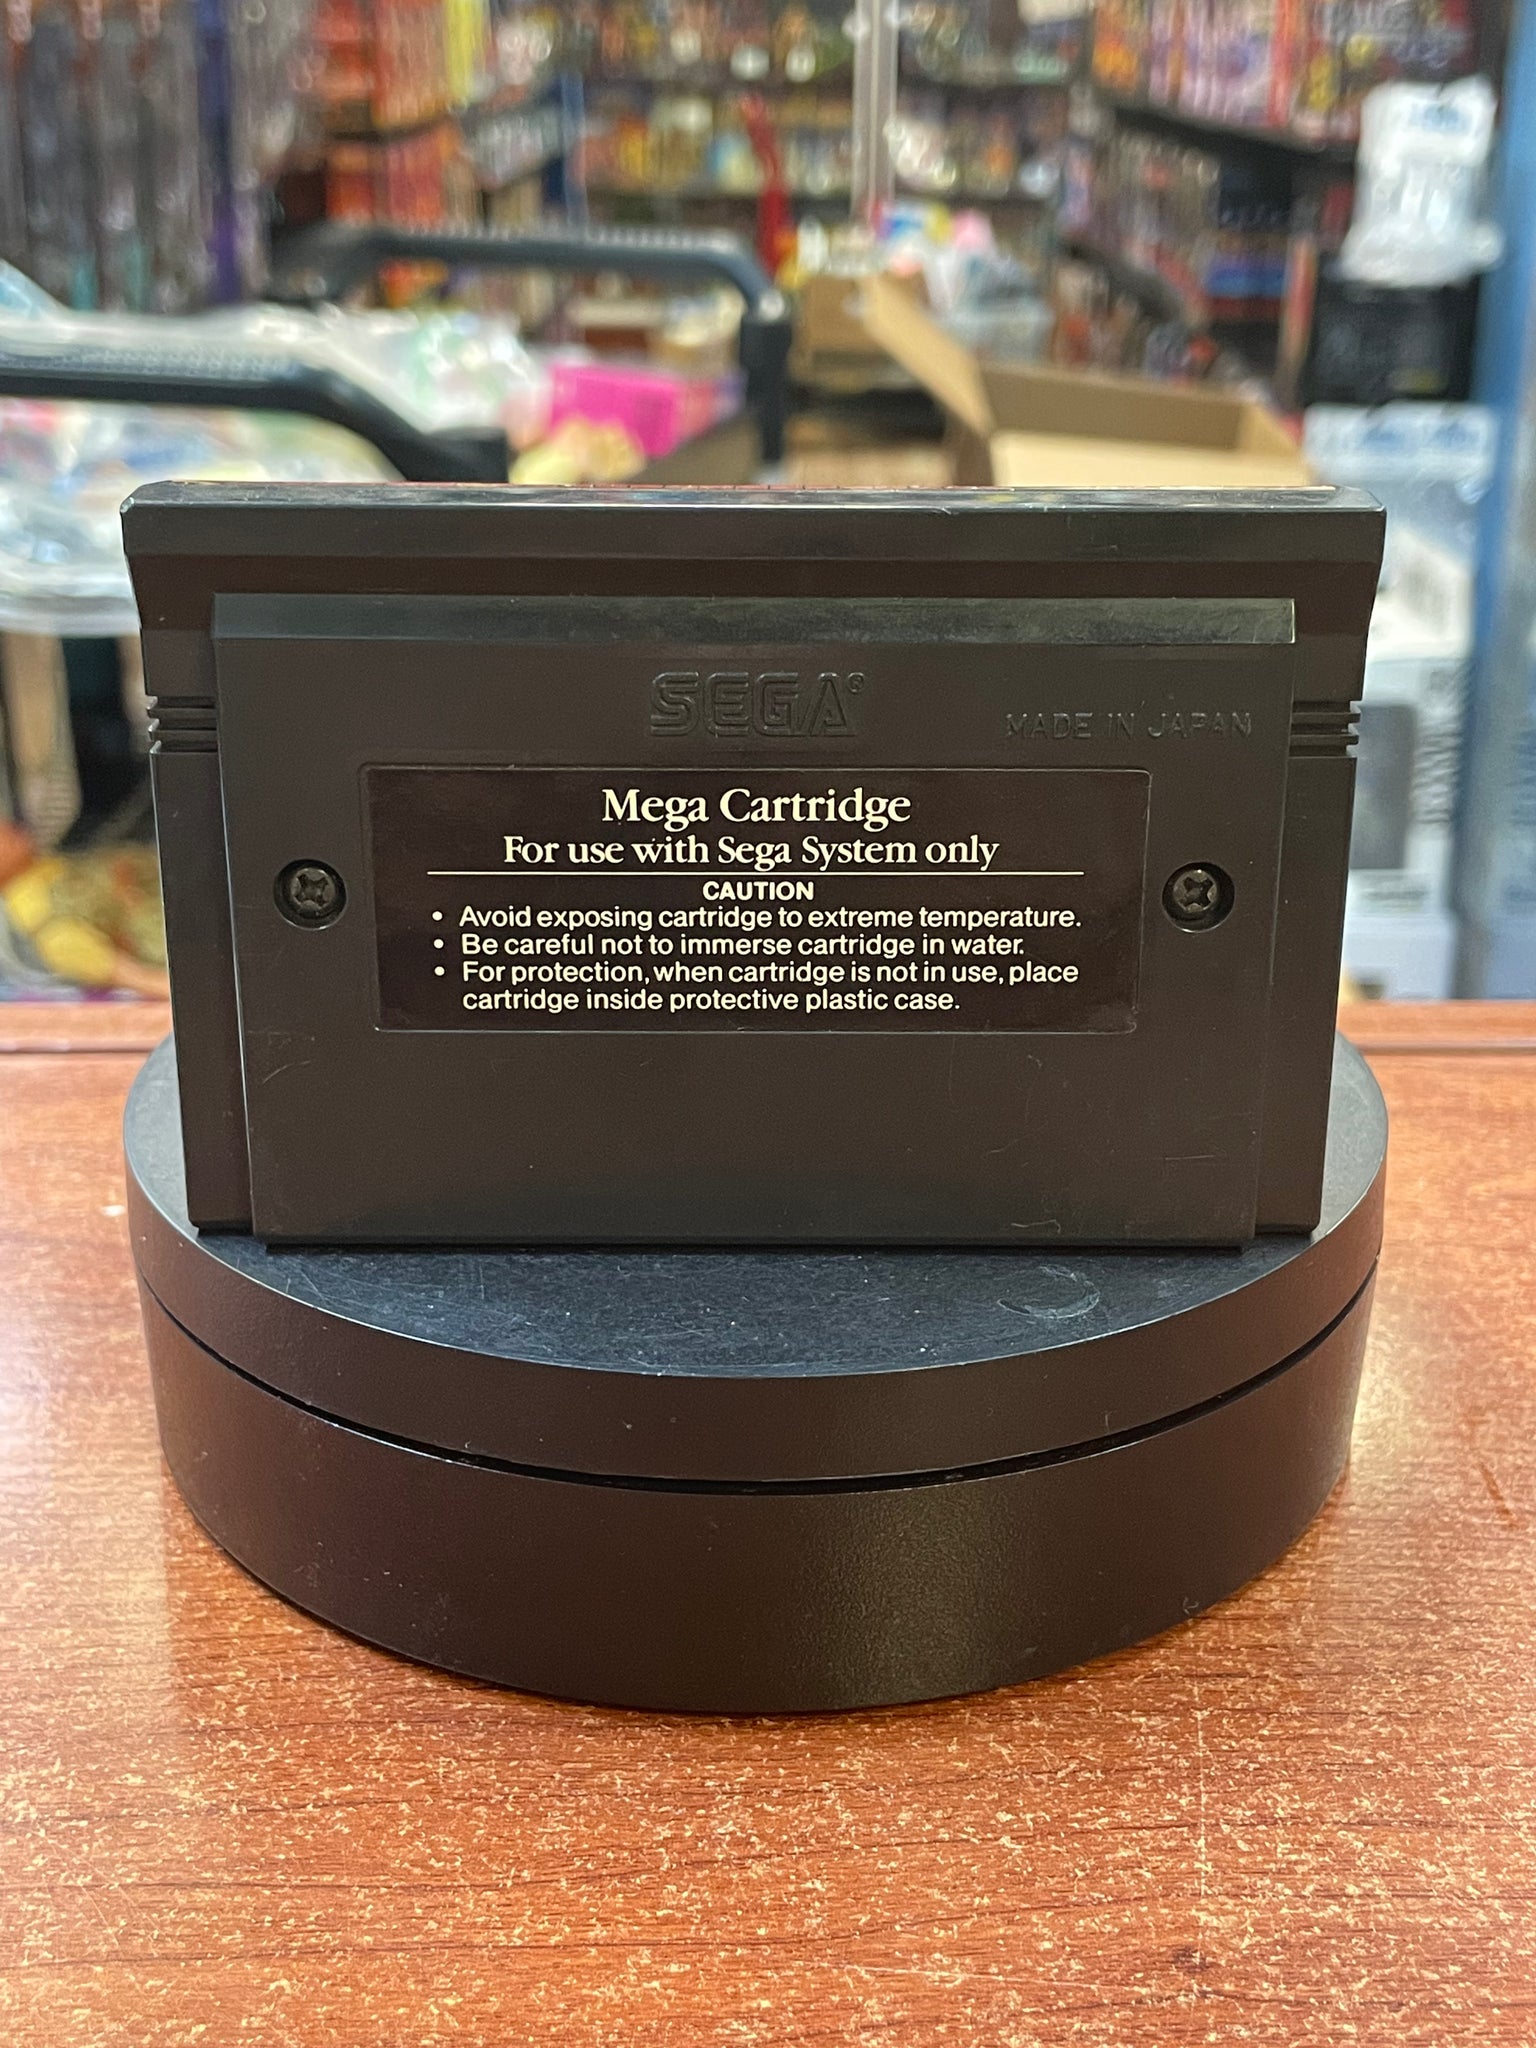 SEGA®
MADE IN JAPAN
Mega Cartridge
For use with Sega System only
CAUTION
• Avoid exposing cartridge to extreme temperature.
• Be careful not to immerse cartridge in water.
• For protection, when cartridge is not in use, place
cartridge inside protective plastic case.